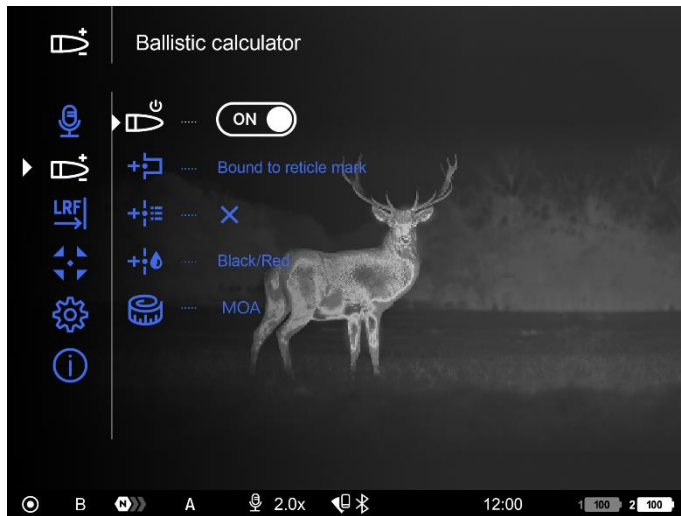 Ballistic calculator
ON
Bound to reticle mark
LRF
Black/Red
MOA
B N A 2.0x 12:00 1 100 2 100